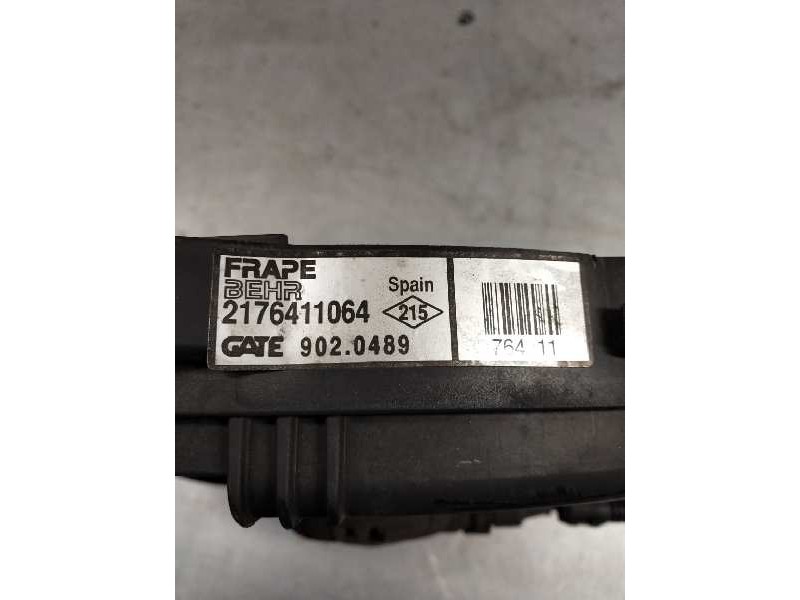 FRAPE
BEHR
Spain
2176411064
215
GATE 902.0489
764 11